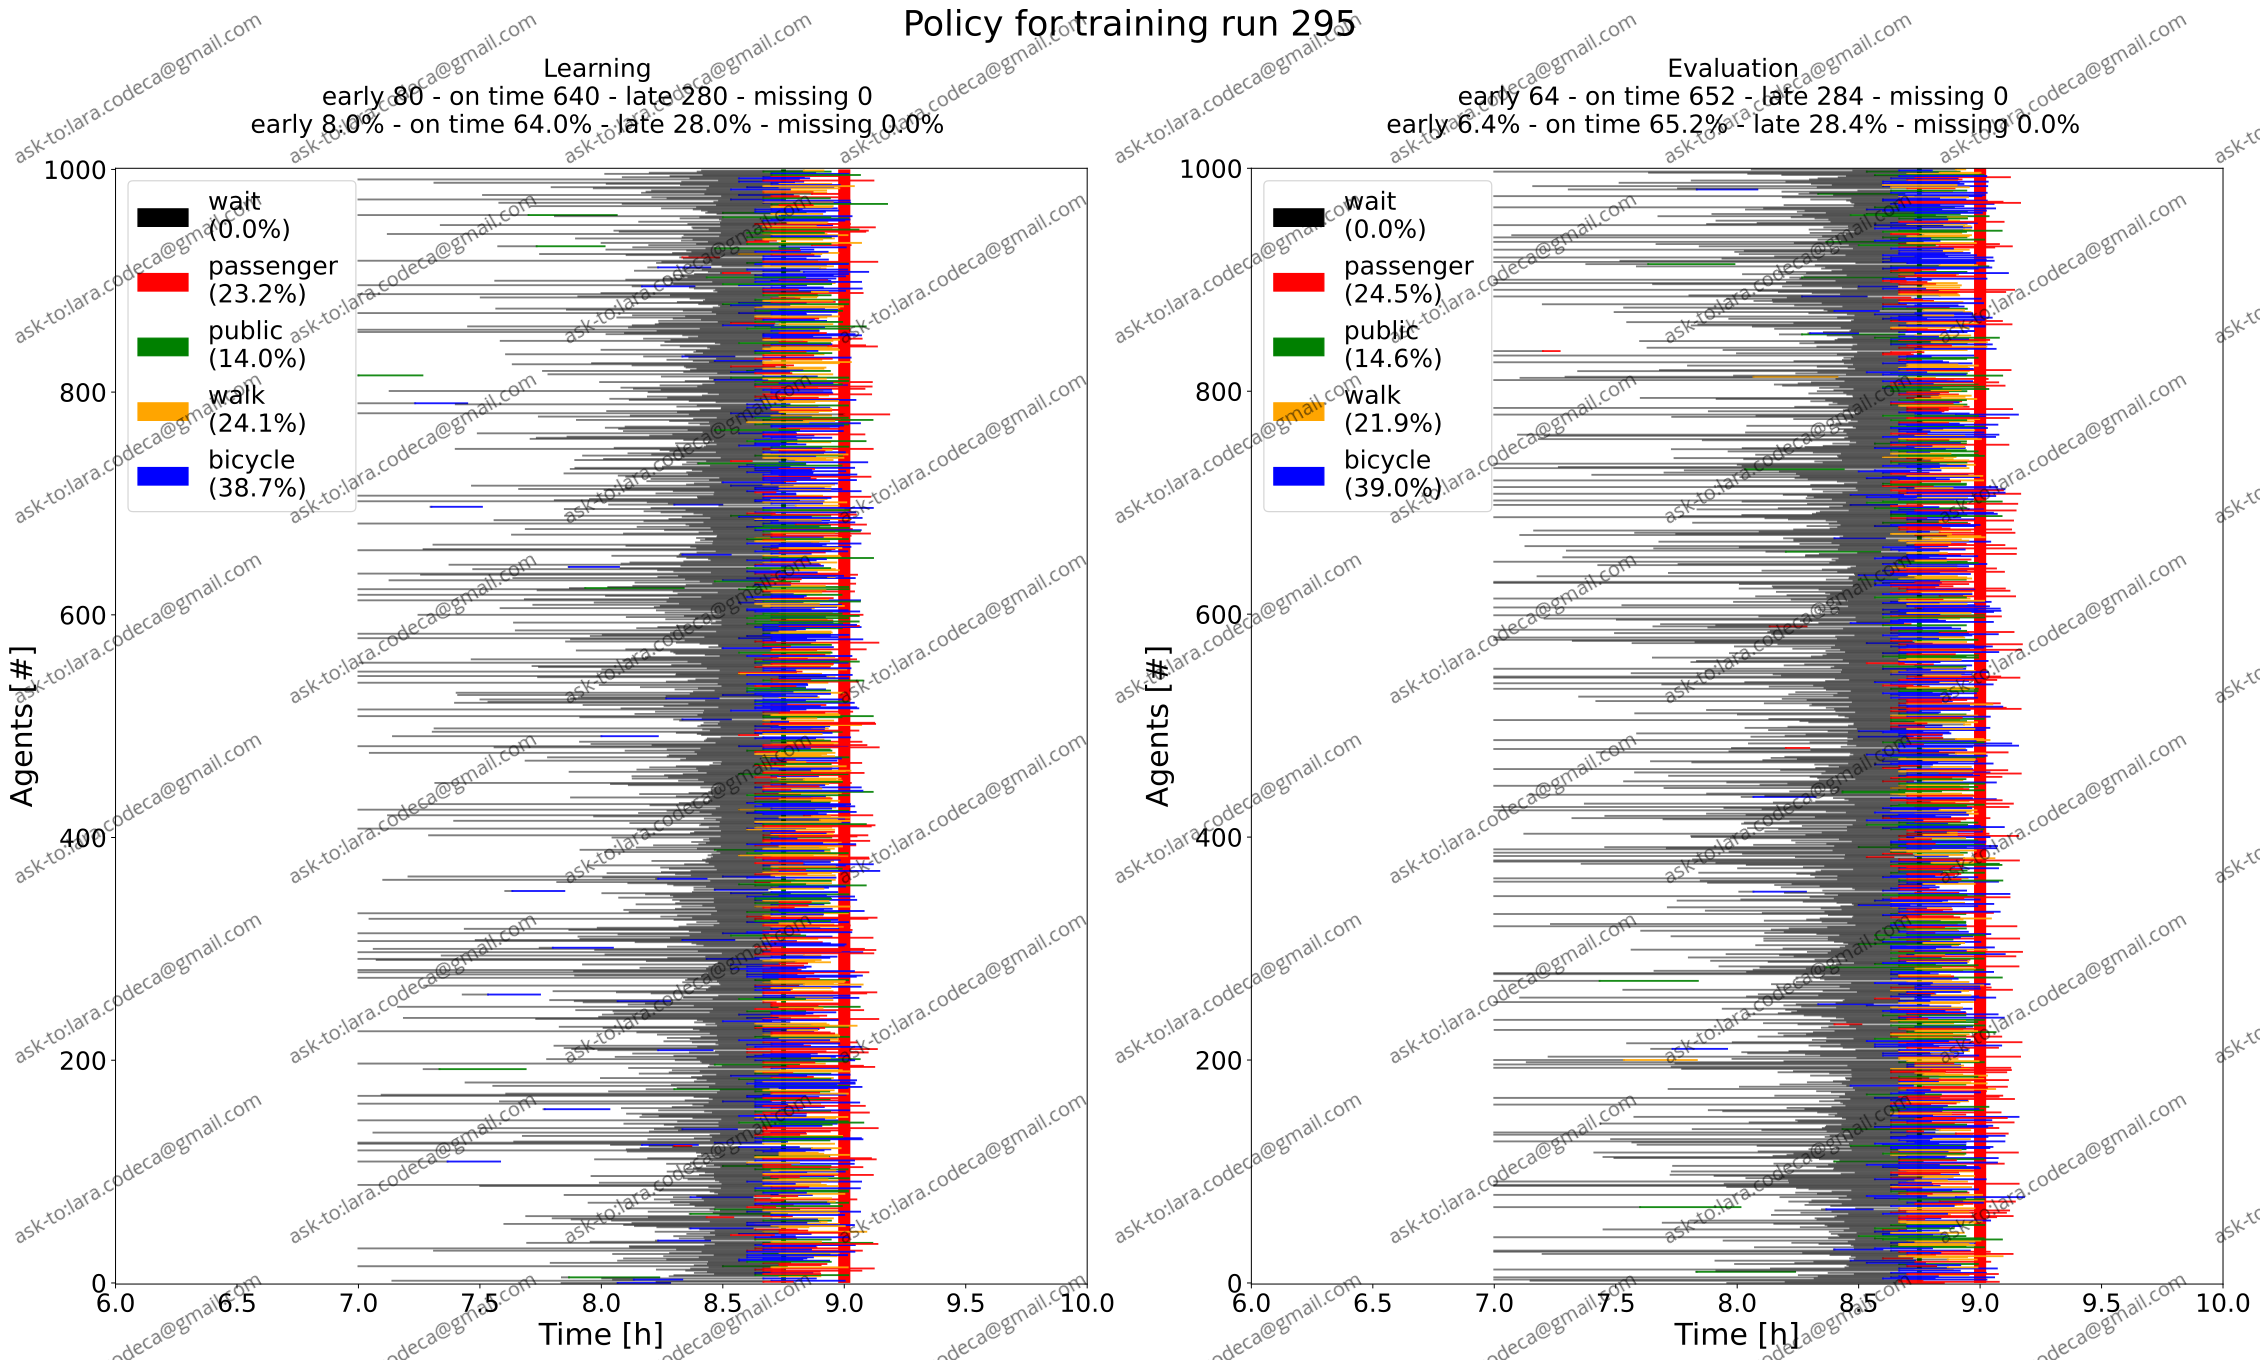 Policy for training run 295
Learning
early 80 - on time 640 - late 280 - missing 0
early 8.0% - on time 64.0% - late 28.0% - missing 0.0%
1000
800
600
400
200
0
Agents [#]
wait
(0.0%)
passenger
(23.2%)
public
(14.0%)
walk
(24.1%)
bicycle
(38.7%)
6.0 6.5 7.0 7.5 8.0 8.5 9.0 9.5 10.0
Time [h]
Evaluation
early 64 - on time 652 - late 284 - missing 0
early 6.4% - on time 65.2% - late 28.4% - missing 0.0%
1000
800
600
400
200
0
Agents [#]
wait
(0.0%)
passenger
(24.5%)
public
(14.6%)
walk
(21.9%)
bicycle
(39.0%)
6.0 6.5 7.0 7.5 8.0 8.5 9.0 9.5 10.0
Time [h]
ask-to:lara.codeca@gmail.com